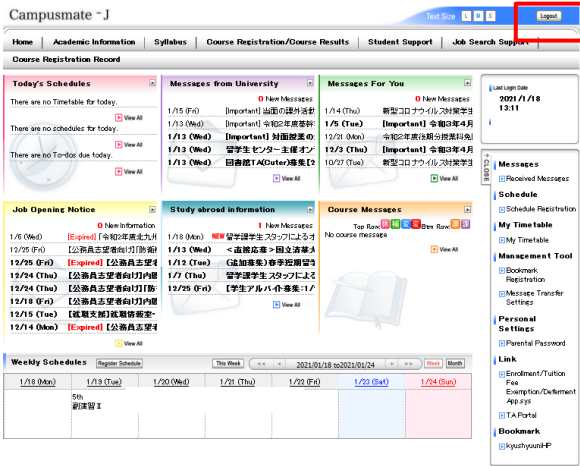 Campusmate -J
Text Size L M S
Logout
Home Academic Information Syllabus Course Registration/Course Results Student Support Job Search Support
Course Registration Record
Today's Schedules
There are no Timetable for today.
View All
There are no schedules for today.
View All
There are no To-dos due today.
View All
Messages from University
0 New Messages
1/15 (Fri) [Important] 当面の課外活動
1/13 (Wed) [Important] 令和2年度基幹
1/13 (Wed) [Important] 対面授業の
1/13 (Wed) 留学生センター主催オン
1/13 (Wed) 図書館TA(Cuter)募集【2
View All
Messages For You
0 New Messages
1/14 (Thu) 新型コロナウイルス対策学生
1/5 (Tue) [Important] 令和3年4月
12/21 (Mon) 令和2年度後期分授業料免
12/3 (Thu) [Important] 令和3年4月
10/27 (Tue) 新型コロナウイルス対策学生
View All
Last Login Date
2021/1/18
13:11
Job Opening Notice
0 New Information
1/6 (Wed) [Expired] 【令和2年度北九州
12/25 (Fri) 【公務員志望者向け】防衛
12/25 (Fri) [Expired] 【公務員志望
12/24 (Thu) 【公務員志望者向け】内閣
12/24 (Thu) 【公務員志望者向け】防
12/18 (Fri) 【公務員志望者向け】内閣
12/15 (Tue) 【就職支援】就職情報室
12/14 (Mon) [Expired] 【公務員志望者
View All
Study abroad information
1 New Messages
1/18 (Mon) NEW 留学課学生スタッフによるオ
1/13 (Wed) <直接応募>国立清華大
1/12 (Tue) (追加募集)春季短期留学
1/7 (Thu) 留学課学生スタッフによる
12/25 (Fri) 【学生アルバイト募集:1/
View All
Course Messages
Top Row: Btm Row:
No course message
View All
CLOSE
Messages
Received Messages
Schedule
Schedule Registration
My Timetable
My Timetable
Management Tool
Bookmark
Registration
Message Transfer
Settings
Personal
Settings
Parental Password
Link
Enrollment/Tuition
Fee
Exemption/Deferment
App.sys
TA Portal
Bookmark
kyushyuuniHP
Weekly Schedules Register Schedule This Week << < 2021/01/18 to2021/01/24 > >> Week Month
1/18 (Mon) 1/19 (Tue) 1/20 (Wed) 1/21 (Thu) 1/22 (Fri) 1/23 (Sat) 1/24 (Sun)
5th
副演習 I